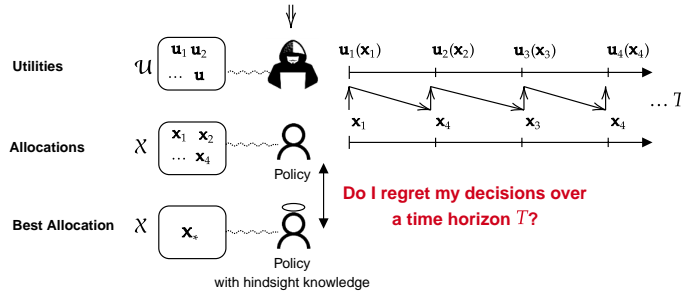 u₁(x₁) u₂(x₂) u₃(x₃) u₄(x₄)
Utilities 𝒰 u₁ u₂
… u
… T
x₁ x₄ x₃ x₄
Allocations 𝒳 x₁ x₂
… x₄
Policy
Do I regret my decisions over
a time horizon T?
Best Allocation 𝒳 x⁎
Policy
with hindsight knowledge